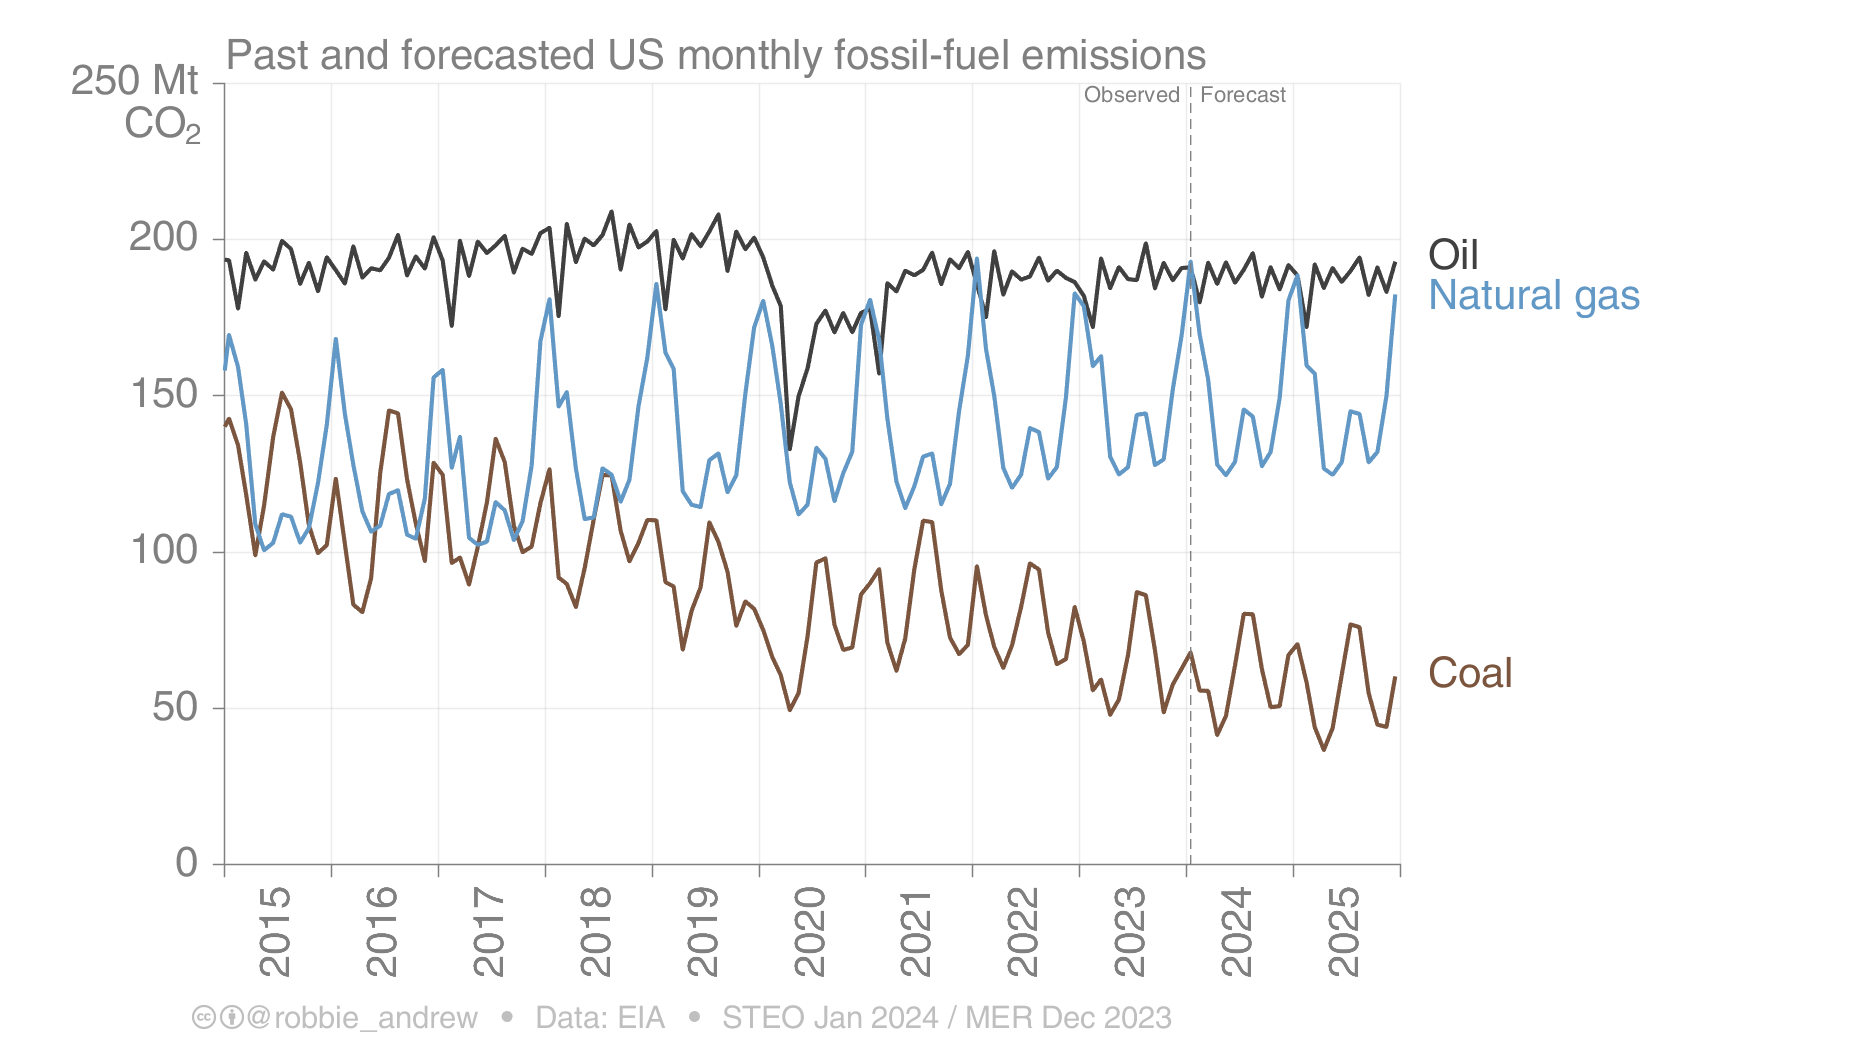 Past and forecasted US monthly fossil-fuel emissions
250 Mt
CO₂
Observed
Forecast
200
150
100
50
0
Oil
Natural gas
Coal
2015
2016
2017
2018
2019
2020
2021
2022
2023
2024
2025
@robbie_andrew • Data: EIA • STEO Jan 2024 / MER Dec 2023